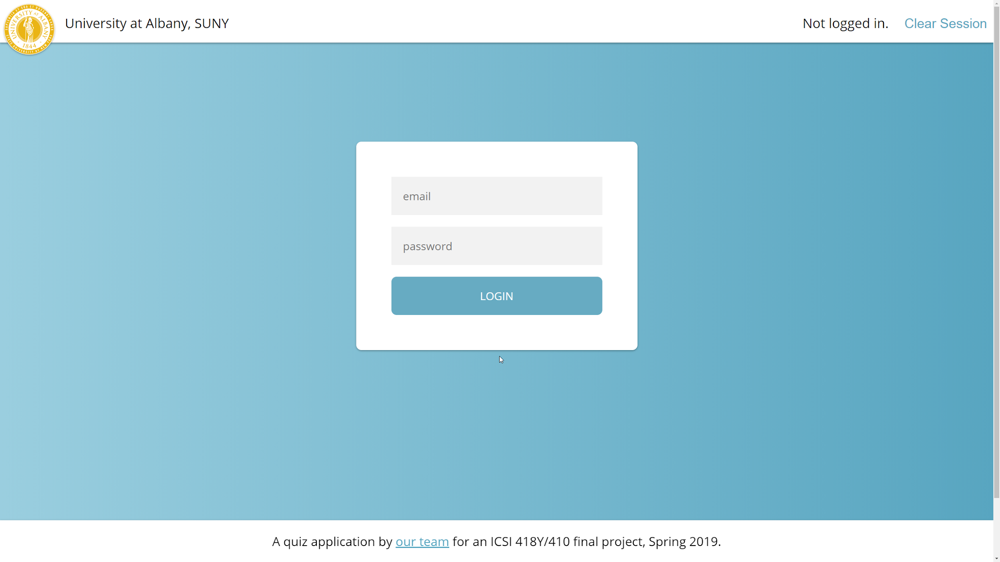 UNIVERSITY AT ALBANY
1844
University at Albany, SUNY
Not logged in. Clear Session
email
password
LOGIN
A quiz application by our team for an ICSI 418Y/410 final project, Spring 2019.